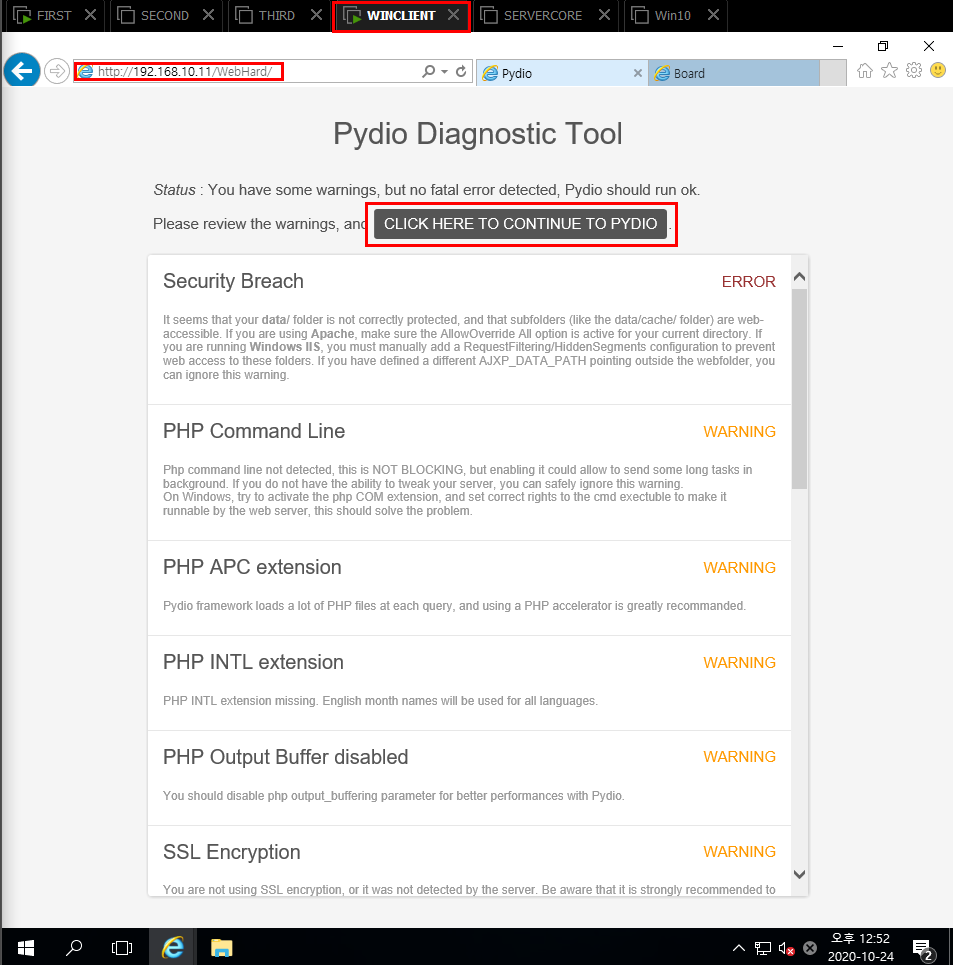 FIRST SECOND THIRD WINCLIENT SERVERCORE Win10
http://192.168.10.11/WebHard/ Pydio Board
Pydio Diagnostic Tool
Status : You have some warnings, but no fatal error detected, Pydio should run ok.
Please review the warnings, and CLICK HERE TO CONTINUE TO PYDIO .
Security Breach ERROR
It seems that your data/ folder is not correctly protected, and that subfolders (like the data/cache/ folder) are web-
accessible. If you are using Apache, make sure the AllowOverride All option is active for your current directory. If
you are running Windows IIS, you must manually add a RequestFiltering/HiddenSegments configuration to prevent
web access to these folders. If you have defined a different AJXP_DATA_PATH pointing outside the webfolder, you
can ignore this warning.
PHP Command Line WARNING
Php command line not detected, this is NOT BLOCKING, but enabling it could allow to send some long tasks in
background. If you do not have the ability to tweak your server, you can safely ignore this warning.
On Windows, try to activate the php COM extension, and set correct rights to the cmd exectuble to make it
runnable by the web server, this should solve the problem.
PHP APC extension WARNING
Pydio framework loads a lot of PHP files at each query, and using a PHP accelerator is greatly recommanded.
PHP INTL extension WARNING
PHP INTL extension missing. English month names will be used for all languages.
PHP Output Buffer disabled WARNING
You should disable php output_buffering parameter for better performances with Pydio.
SSL Encryption WARNING
You are not using SSL encryption, or it was not detected by the server. Be aware that it is strongly recommended to
오후 12:52
2020-10-24
2